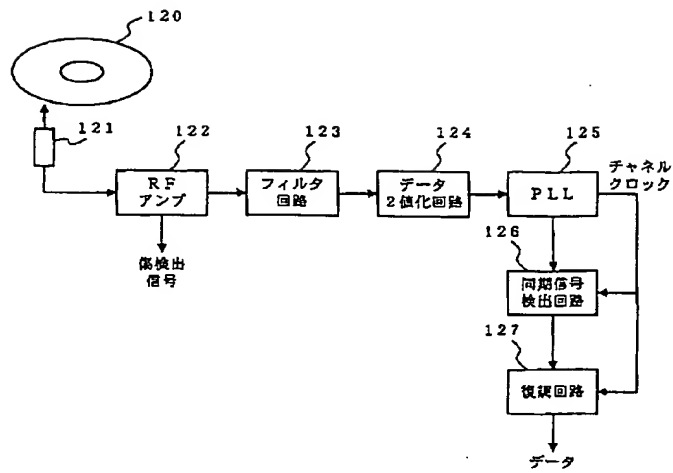 120
121
122
123
124
125
RF
アンプ
フィルタ
回路
データ
2値化回路
PLL
チャネル
クロック
傷検出
信号
126
同期信号
検出回路
127
復調回路
データ